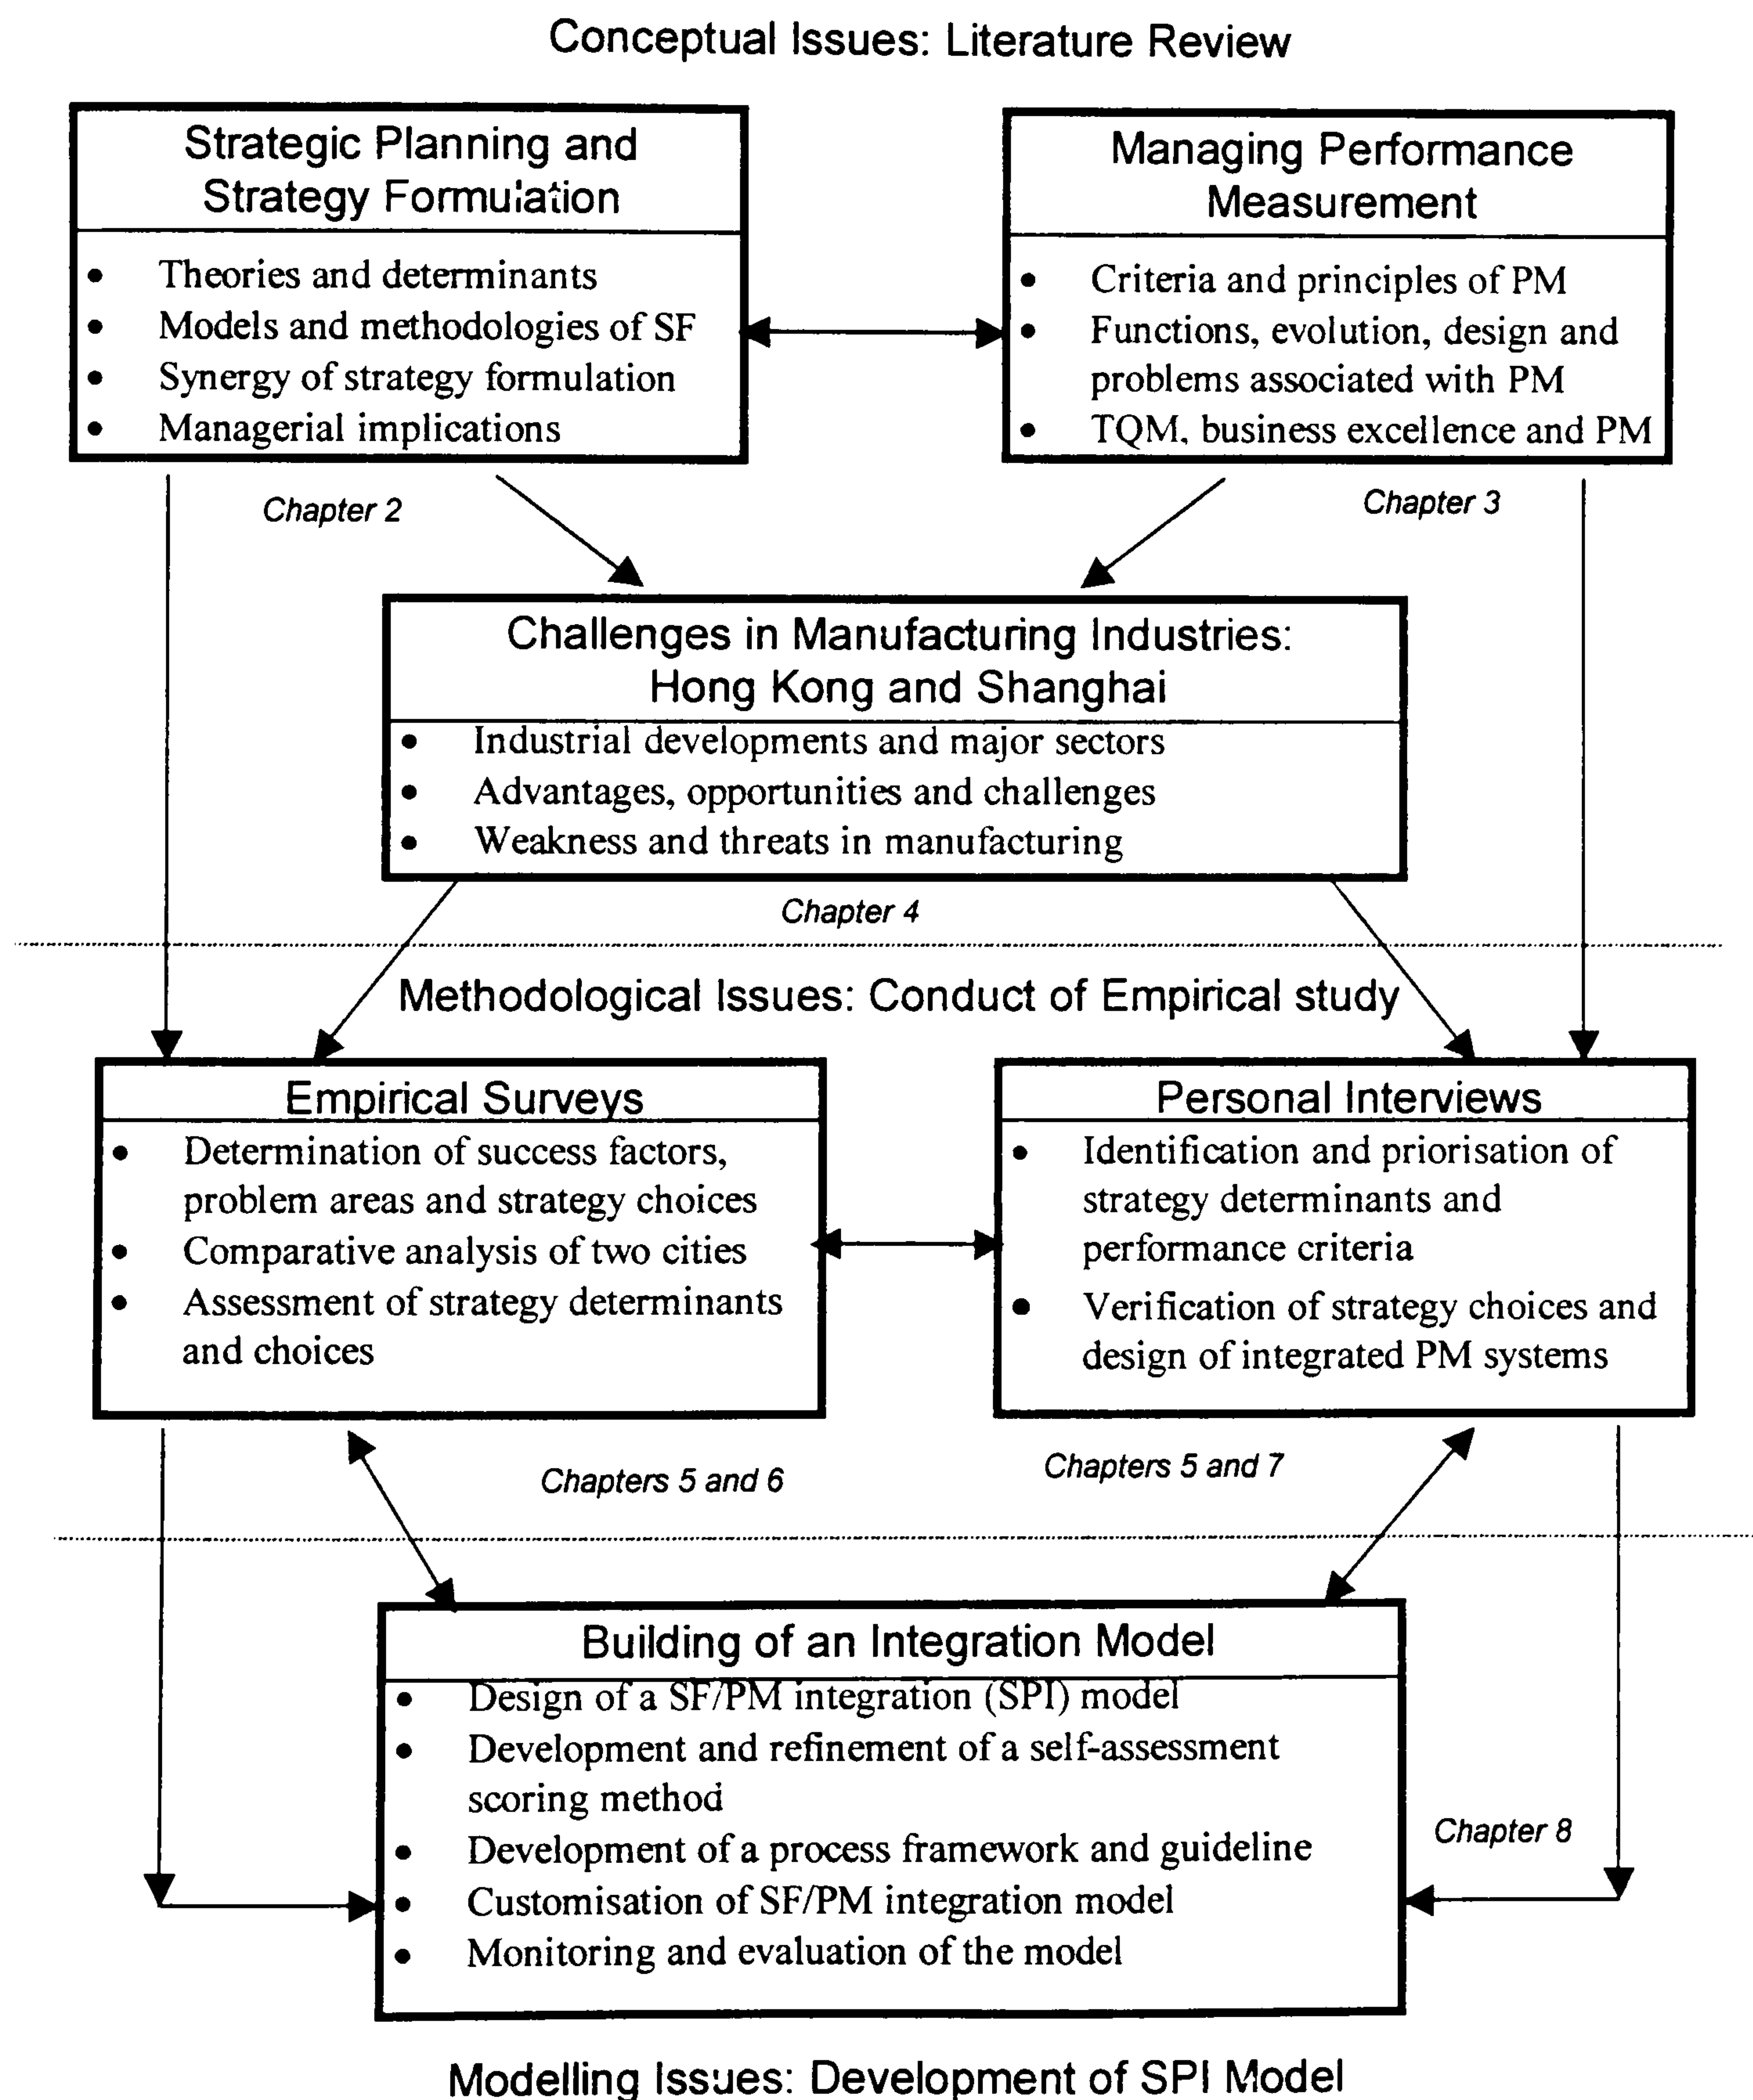 Conceptual Issues: Literature Review
Strategic Planning and
Strategy Formulation
• Theories and determinants
• Models and methodologies of SF
• Synergy of strategy formulation
• Managerial implications
Managing Performance
Measurement
• Criteria and principles of PM
• Functions, evolution, design and
problems associated with PM
• TQM, business excellence and PM
Chapter 2
Chapter 3
Challenges in Manufacturing Industries:
Hong Kong and Shanghai
• Industrial developments and major sectors
• Advantages, opportunities and challenges
• Weakness and threats in manufacturing
Chapter 4
Methodological Issues: Conduct of Empirical study
Empirical Surveys
• Determination of success factors,
problem areas and strategy choices
• Comparative analysis of two cities
• Assessment of strategy determinants
and choices
Personal Interviews
• Identification and priorisation of
strategy determinants and
performance criteria
• Verification of strategy choices and
design of integrated PM systems
Chapters 5 and 6
Chapters 5 and 7
Building of an Integration Model
• Design of a SF/PM integration (SPI) model
• Development and refinement of a self-assessment
scoring method
• Development of a process framework and guideline
• Customisation of SF/PM integration model
• Monitoring and evaluation of the model
Chapter 8
Modelling Issues: Development of SPI Model